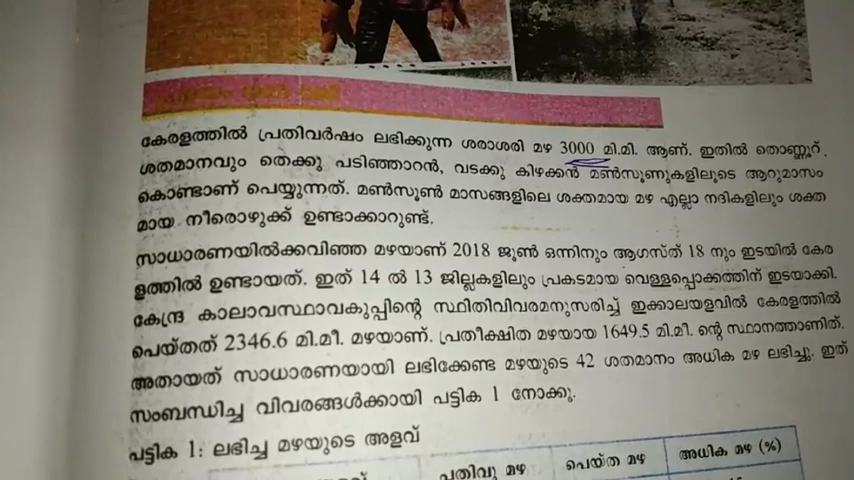 കേരളത്തിൽ പ്രതിവർഷം ലഭിക്കുന്ന ശരാശരി മഴ 3000 മി.മി. ആണ്. ഇതിൽ തൊണ്ണൂറ്
ശതമാനവും തെക്കു പടിഞ്ഞാറൻ, വടക്കു കിഴക്കൻ മൺസൂണുകളിലൂടെ ആറുമാസം
കൊണ്ടാണ് പെയ്യുന്നത്. മൺസൂൺ മാസങ്ങളിലെ ശക്തമായ മഴ എല്ലാ നദികളിലും ശക്ത
മായ നീരൊഴുക്ക് ഉണ്ടാക്കാറുണ്ട്.
സാധാരണയിൽക്കവിഞ്ഞ മഴയാണ് 2018 ജൂൺ ഒന്നിനും ആഗസ്ത് 18 നും ഇടയിൽ കേര
ളത്തിൽ ഉണ്ടായത്. ഇത് 14 ൽ 13 ജില്ലകളിലും പ്രകടമായ വെള്ളപ്പൊക്കത്തിന് ഇടയാക്കി.
കേന്ദ്ര കാലാവസ്ഥാവകുപ്പിന്റെ സ്ഥിതിവിവരമനുസരിച്ച് ഇക്കാലയളവിൽ കേരളത്തിൽ
പെയ്തത് 2346.6 മി.മീ. മഴയാണ്. പ്രതീക്ഷിത മഴയായ 1649.5 മി.മീ. ന്റെ സ്ഥാനത്താണിത്.
അതായത് സാധാരണയായി ലഭിക്കേണ്ട മഴയുടെ 42 ശതമാനം അധിക മഴ ലഭിച്ചു. ഇത്
സംബന്ധിച്ച വിവരങ്ങൾക്കായി പട്ടിക 1 നോക്കൂ.
പട്ടിക 1: ലഭിച്ച മഴയുടെ അളവ്
പതിവു മഴ പെയ്ത മഴ അധിക മഴ (%)